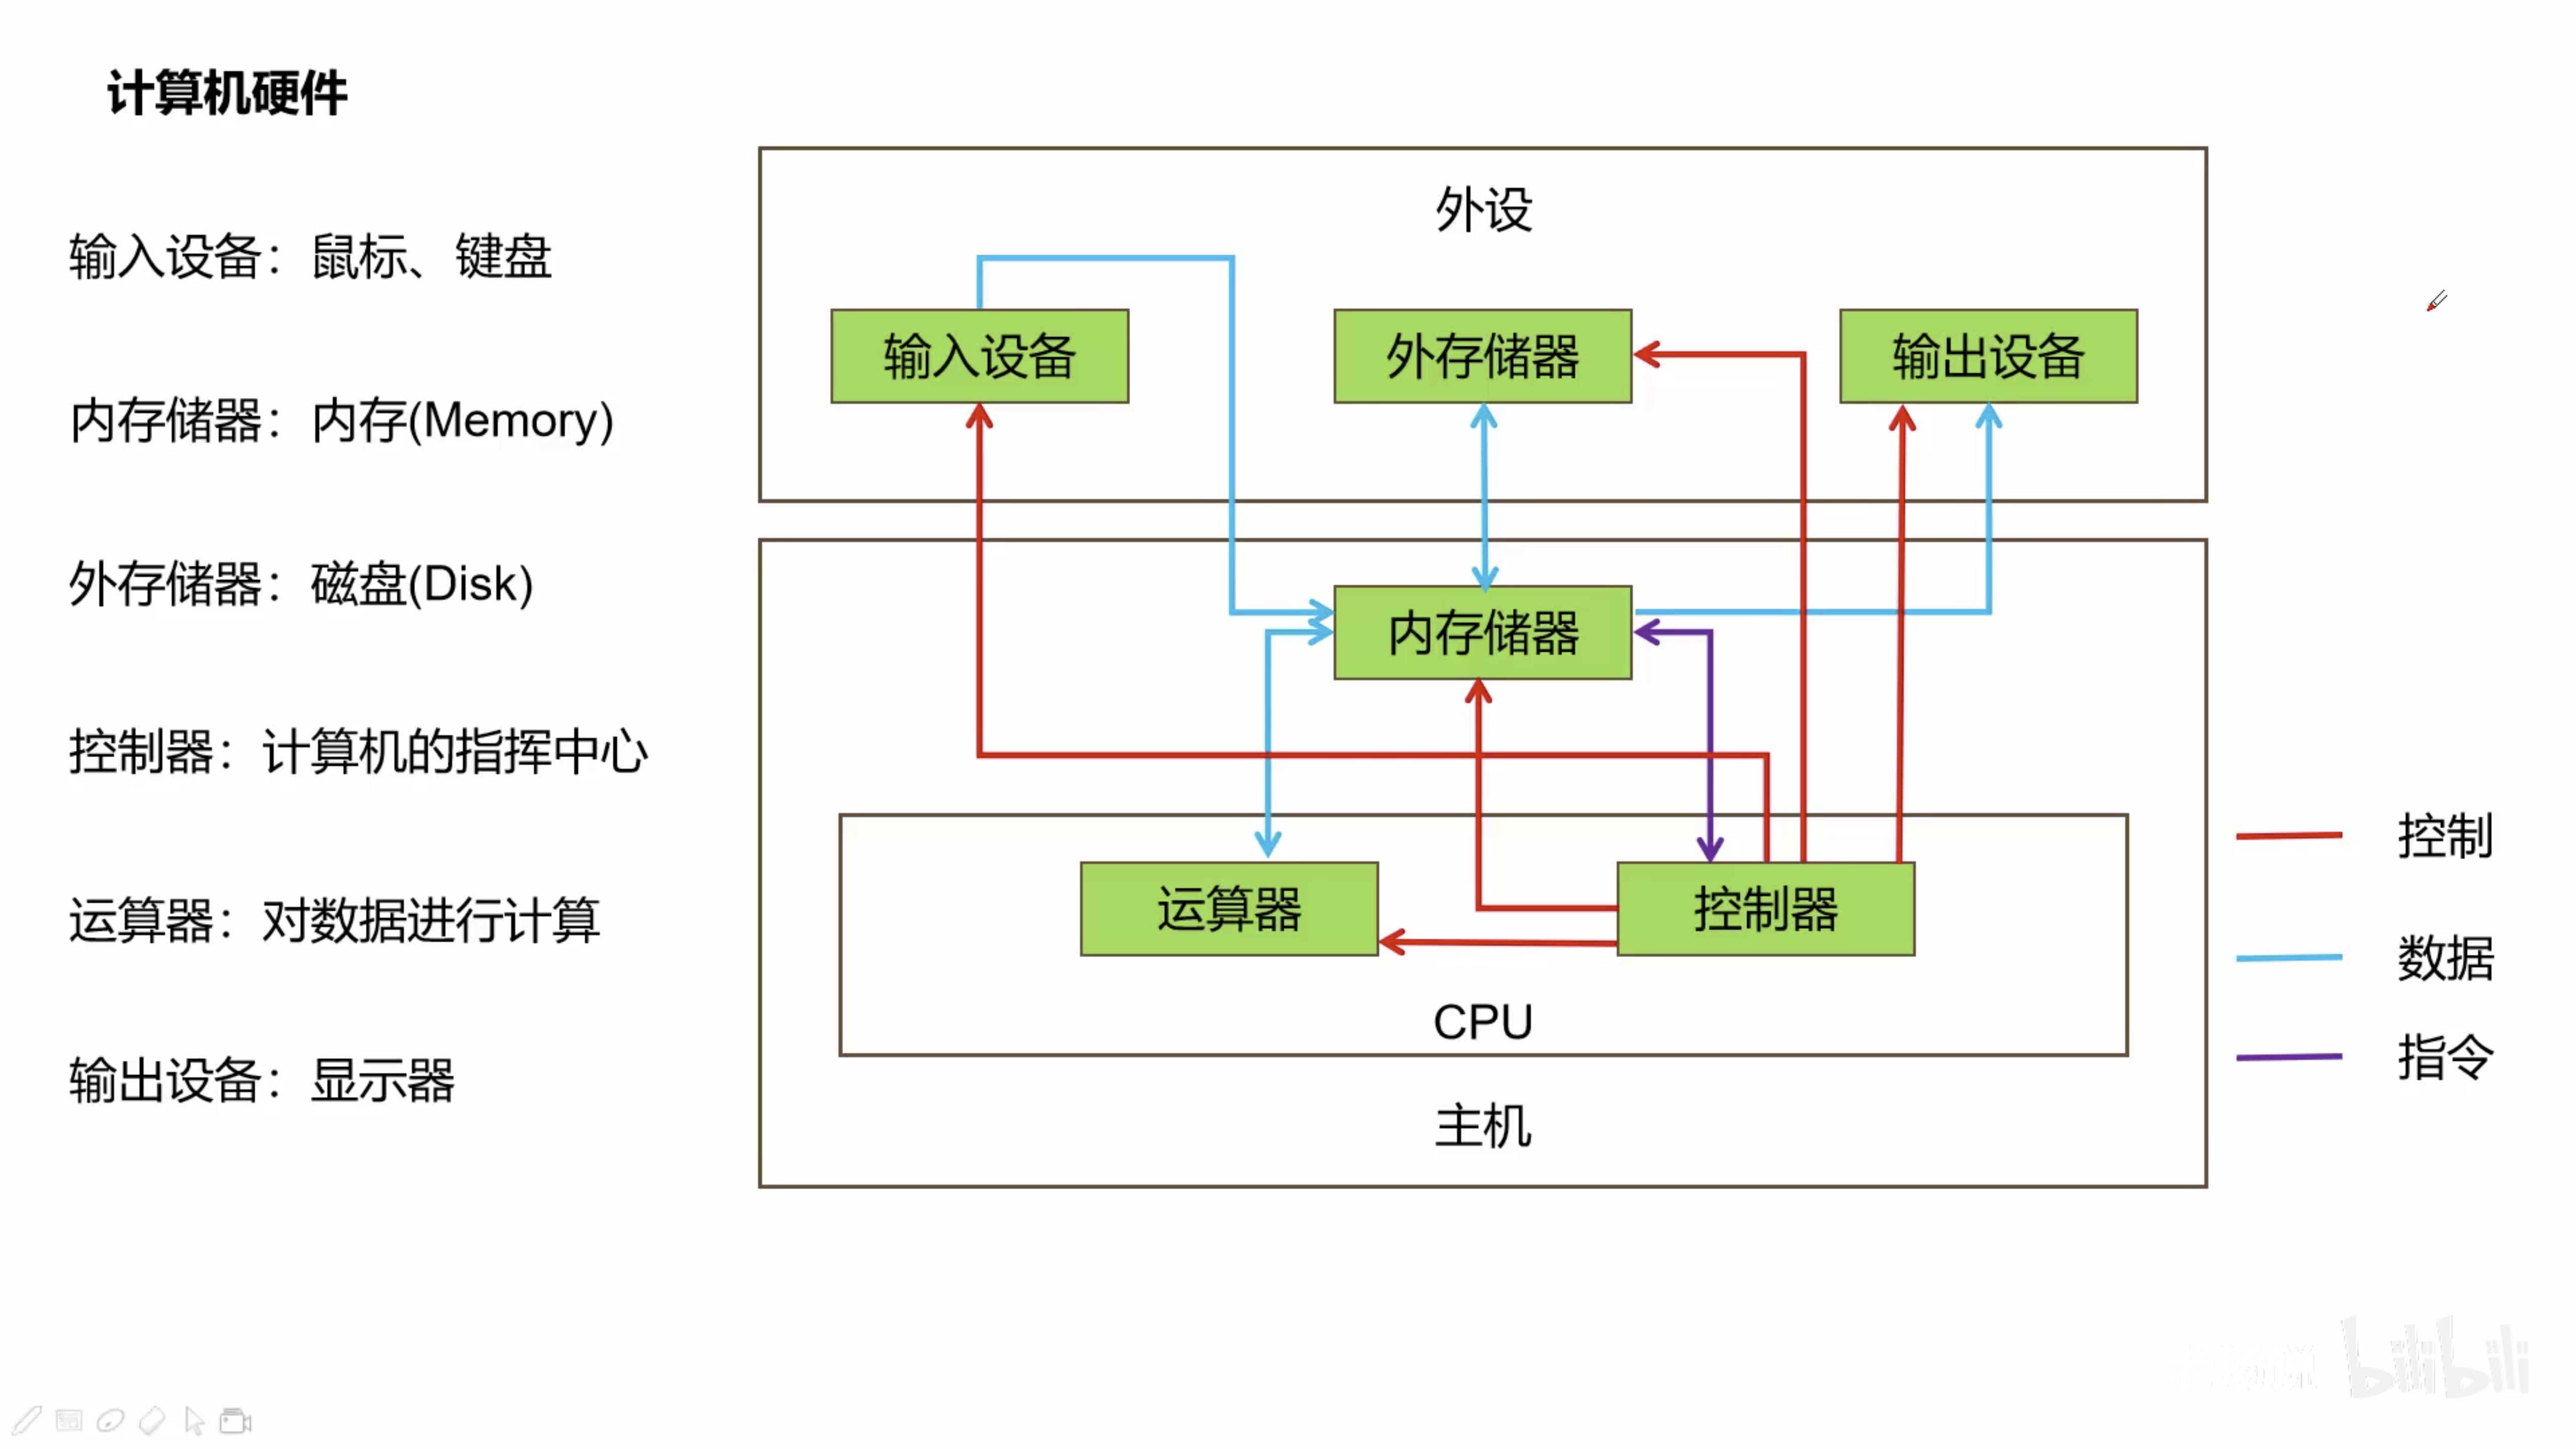 计算机硬件
输入设备：鼠标、键盘
内存储器：内存(Memory)
外存储器：磁盘(Disk)
控制器：计算机的指挥中心
运算器：对数据进行计算
输出设备：显示器
外设
输入设备
外存储器
输出设备
内存储器
运算器
控制器
CPU
主机
控制
数据
指令
bilibili